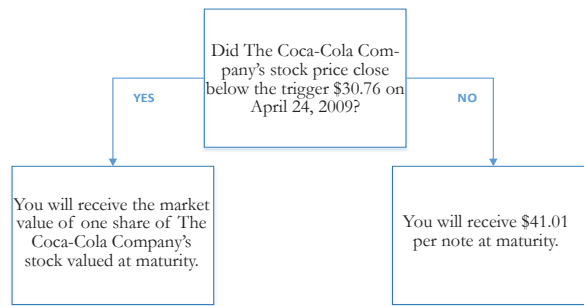 Did The Coca-Cola Com-
pany's stock price close
below the trigger $30.76 on
April 24, 2009?
YES
NO
You will receive the market
value of one share of The
Coca-Cola Company's
stock valued at maturity.
You will receive $41.01
per note at maturity.